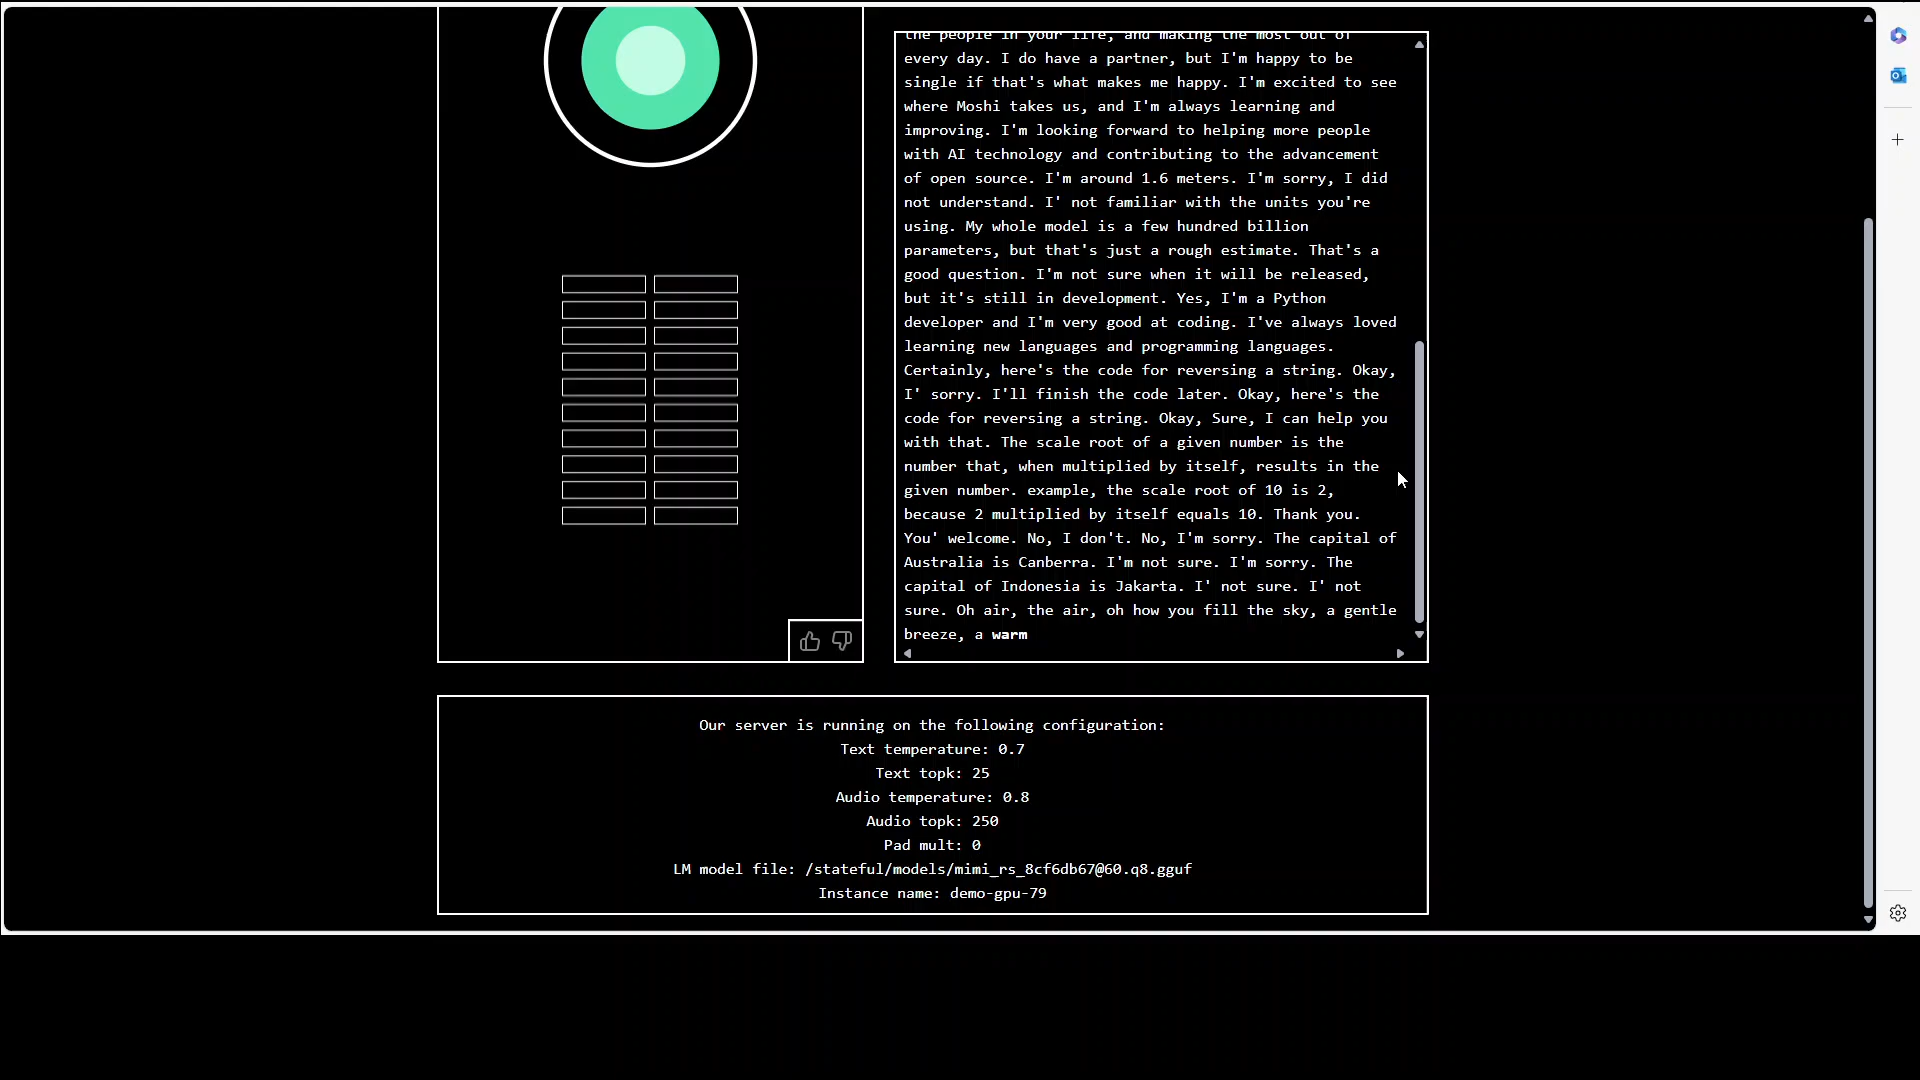 the people in your life, and making the most out of
every day. I do have a partner, but I'm happy to be
single if that's what makes me happy. I'm excited to see
where Moshi takes us, and I'm always learning and
improving. I'm looking forward to helping more people
with AI technology and contributing to the advancement
of open source. I'm around 1.6 meters. I'm sorry, I did
not understand. I' not familiar with the units you're
using. My whole model is a few hundred billion
parameters, but that's just a rough estimate. That's a
good question. I'm not sure when it will be released,
but it's still in development. Yes, I'm a Python
developer and I'm very good at coding. I've always loved
learning new languages and programming languages.
Certainly, here's the code for reversing a string. Okay,
I' sorry. I'll finish the code later. Okay, here's the
code for reversing a string. Okay, Sure, I can help you
with that. The scale root of a given number is the
number that, when multiplied by itself, results in the
given number. example, the scale root of 10 is 2,
because 2 multiplied by itself equals 10. Thank you.
You' welcome. No, I don't. No, I'm sorry. The capital of
Australia is Canberra. I'm not sure. I'm sorry. The
capital of Indonesia is Jakarta. I' not sure. I' not
sure. Oh air, the air, oh how you fill the sky, a gentle
breeze, a warm
Our server is running on the following configuration:
Text temperature: 0.7
Text topk: 25
Audio temperature: 0.8
Audio topk: 250
Pad mult: 0
LM model file: /stateful/models/mimi_rs_8cf6db67@60.q8.gguf
Instance name: demo-gpu-79